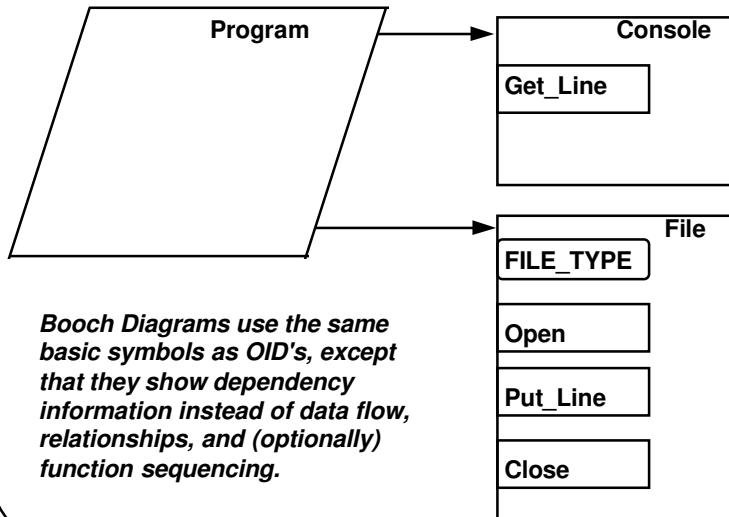 Program
Console
Get_Line
File
FILE_TYPE
Open
Put_Line
Close
Booch Diagrams use the same
basic symbols as OID's, except
that they show dependency
information instead of data flow,
relationships, and (optionally)
function sequencing.